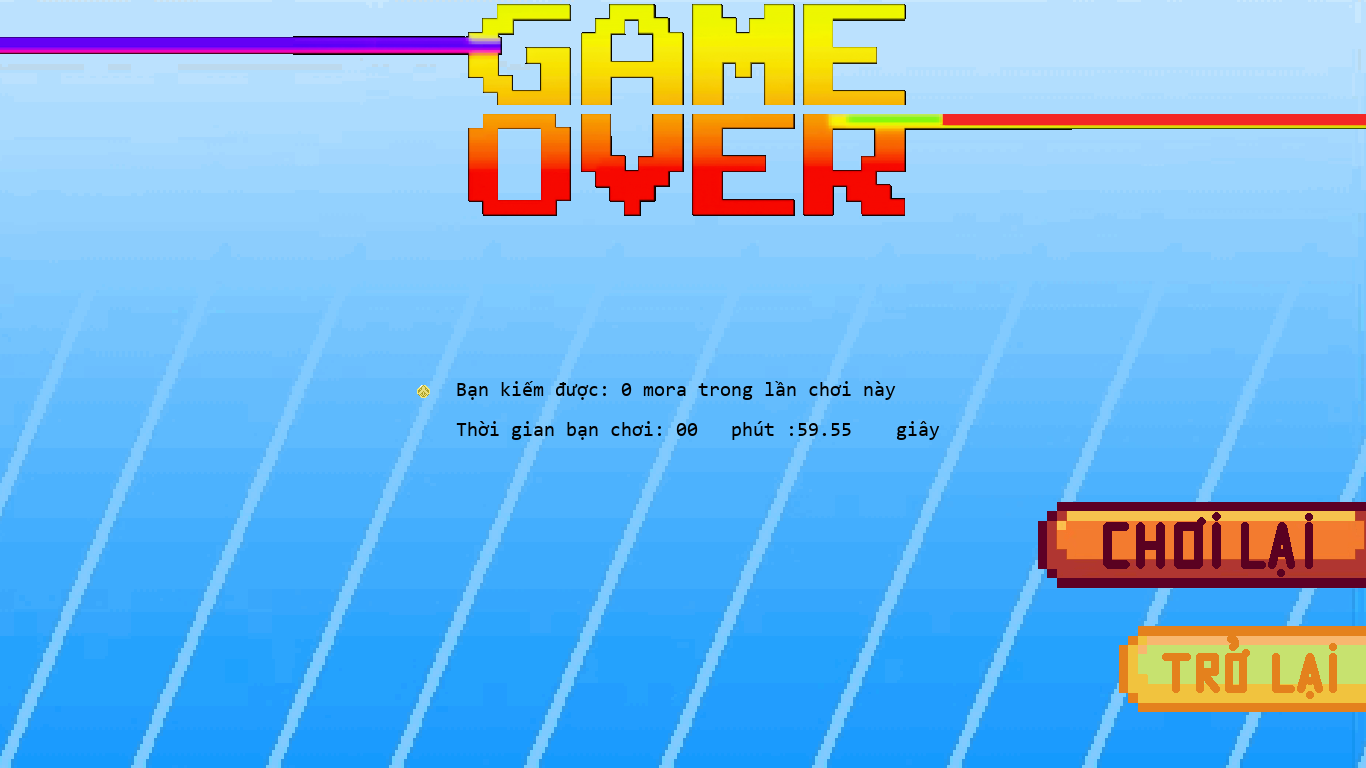 GAME
OVER
Bạn kiếm được: 0 mora trong lần chơi này
Thời gian bạn chơi: 00 phút :59.55 giây
CHƠI LẠI
TRỞ LẠI